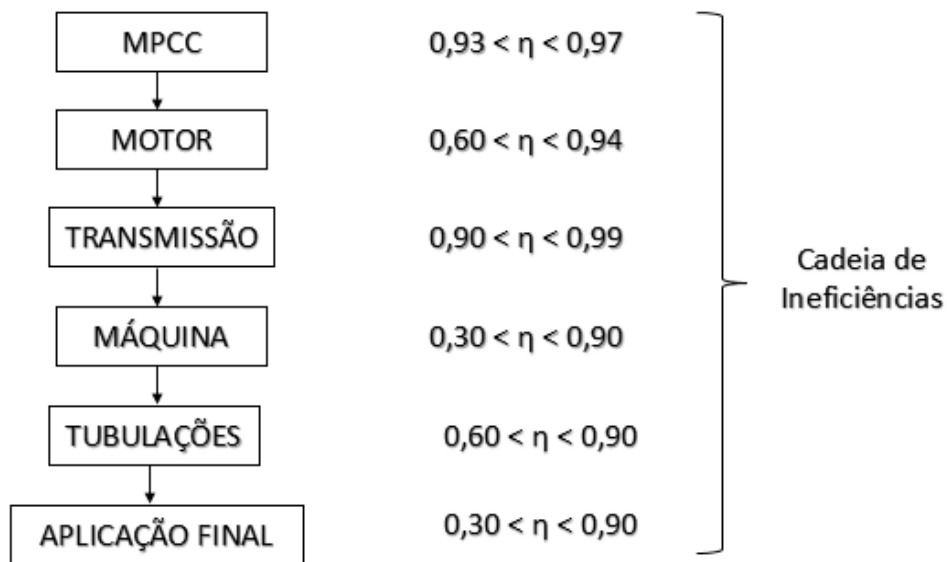 MPCC
0,93 < η < 0,97
MOTOR
0,60 < η < 0,94
TRANSMISSÃO
0,90 < η < 0,99
MÁQUINA
0,30 < η < 0,90
TUBULAÇÕES
0,60 < η < 0,90
APLICAÇÃO FINAL
0,30 < η < 0,90
Cadeia de
Ineficiências